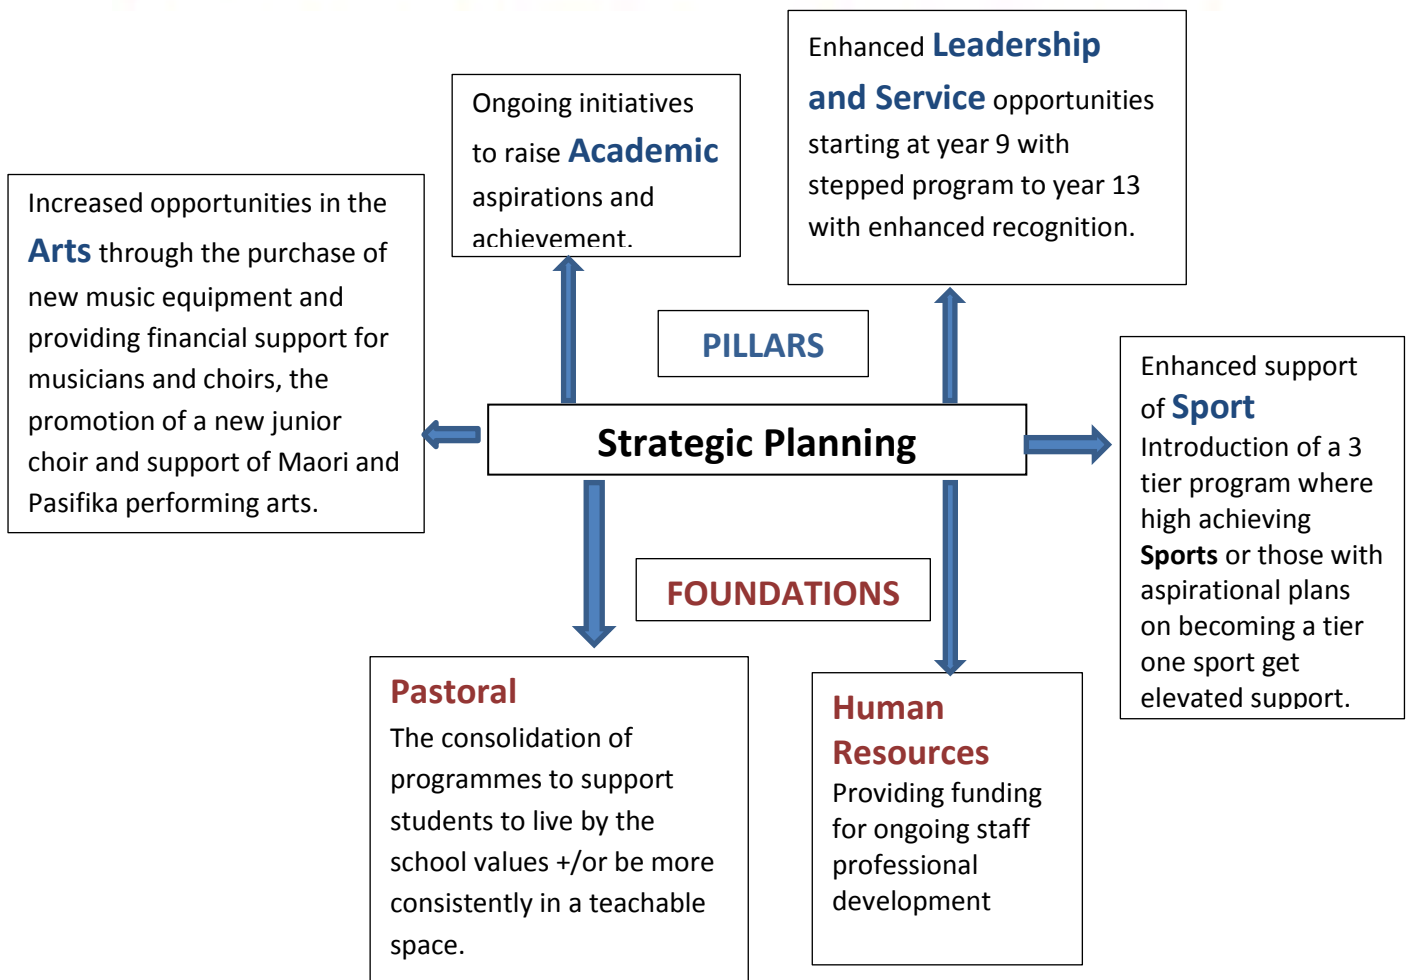 Enhanced Leadership
and Service opportunities
starting at year 9 with
stepped program to year 13
with enhanced recognition.
Ongoing initiatives
to raise Academic
aspirations and
achievement.
Increased opportunities in the
Arts through the purchase of
new music equipment and
providing financial support for
musicians and choirs, the
promotion of a new junior
choir and support of Maori and
Pasifika performing arts.
PILLARS
Enhanced support
of Sport
Introduction of a 3
tier program where
high achieving
Sports or those with
aspirational plans
on becoming a tier
one sport get
elevated support.
Strategic Planning
FOUNDATIONS
Pastoral
The consolidation of
programmes to support
students to live by the
school values +/or be more
consistently in a teachable
space.
Human
Resources
Providing funding
for ongoing staff
professional
development